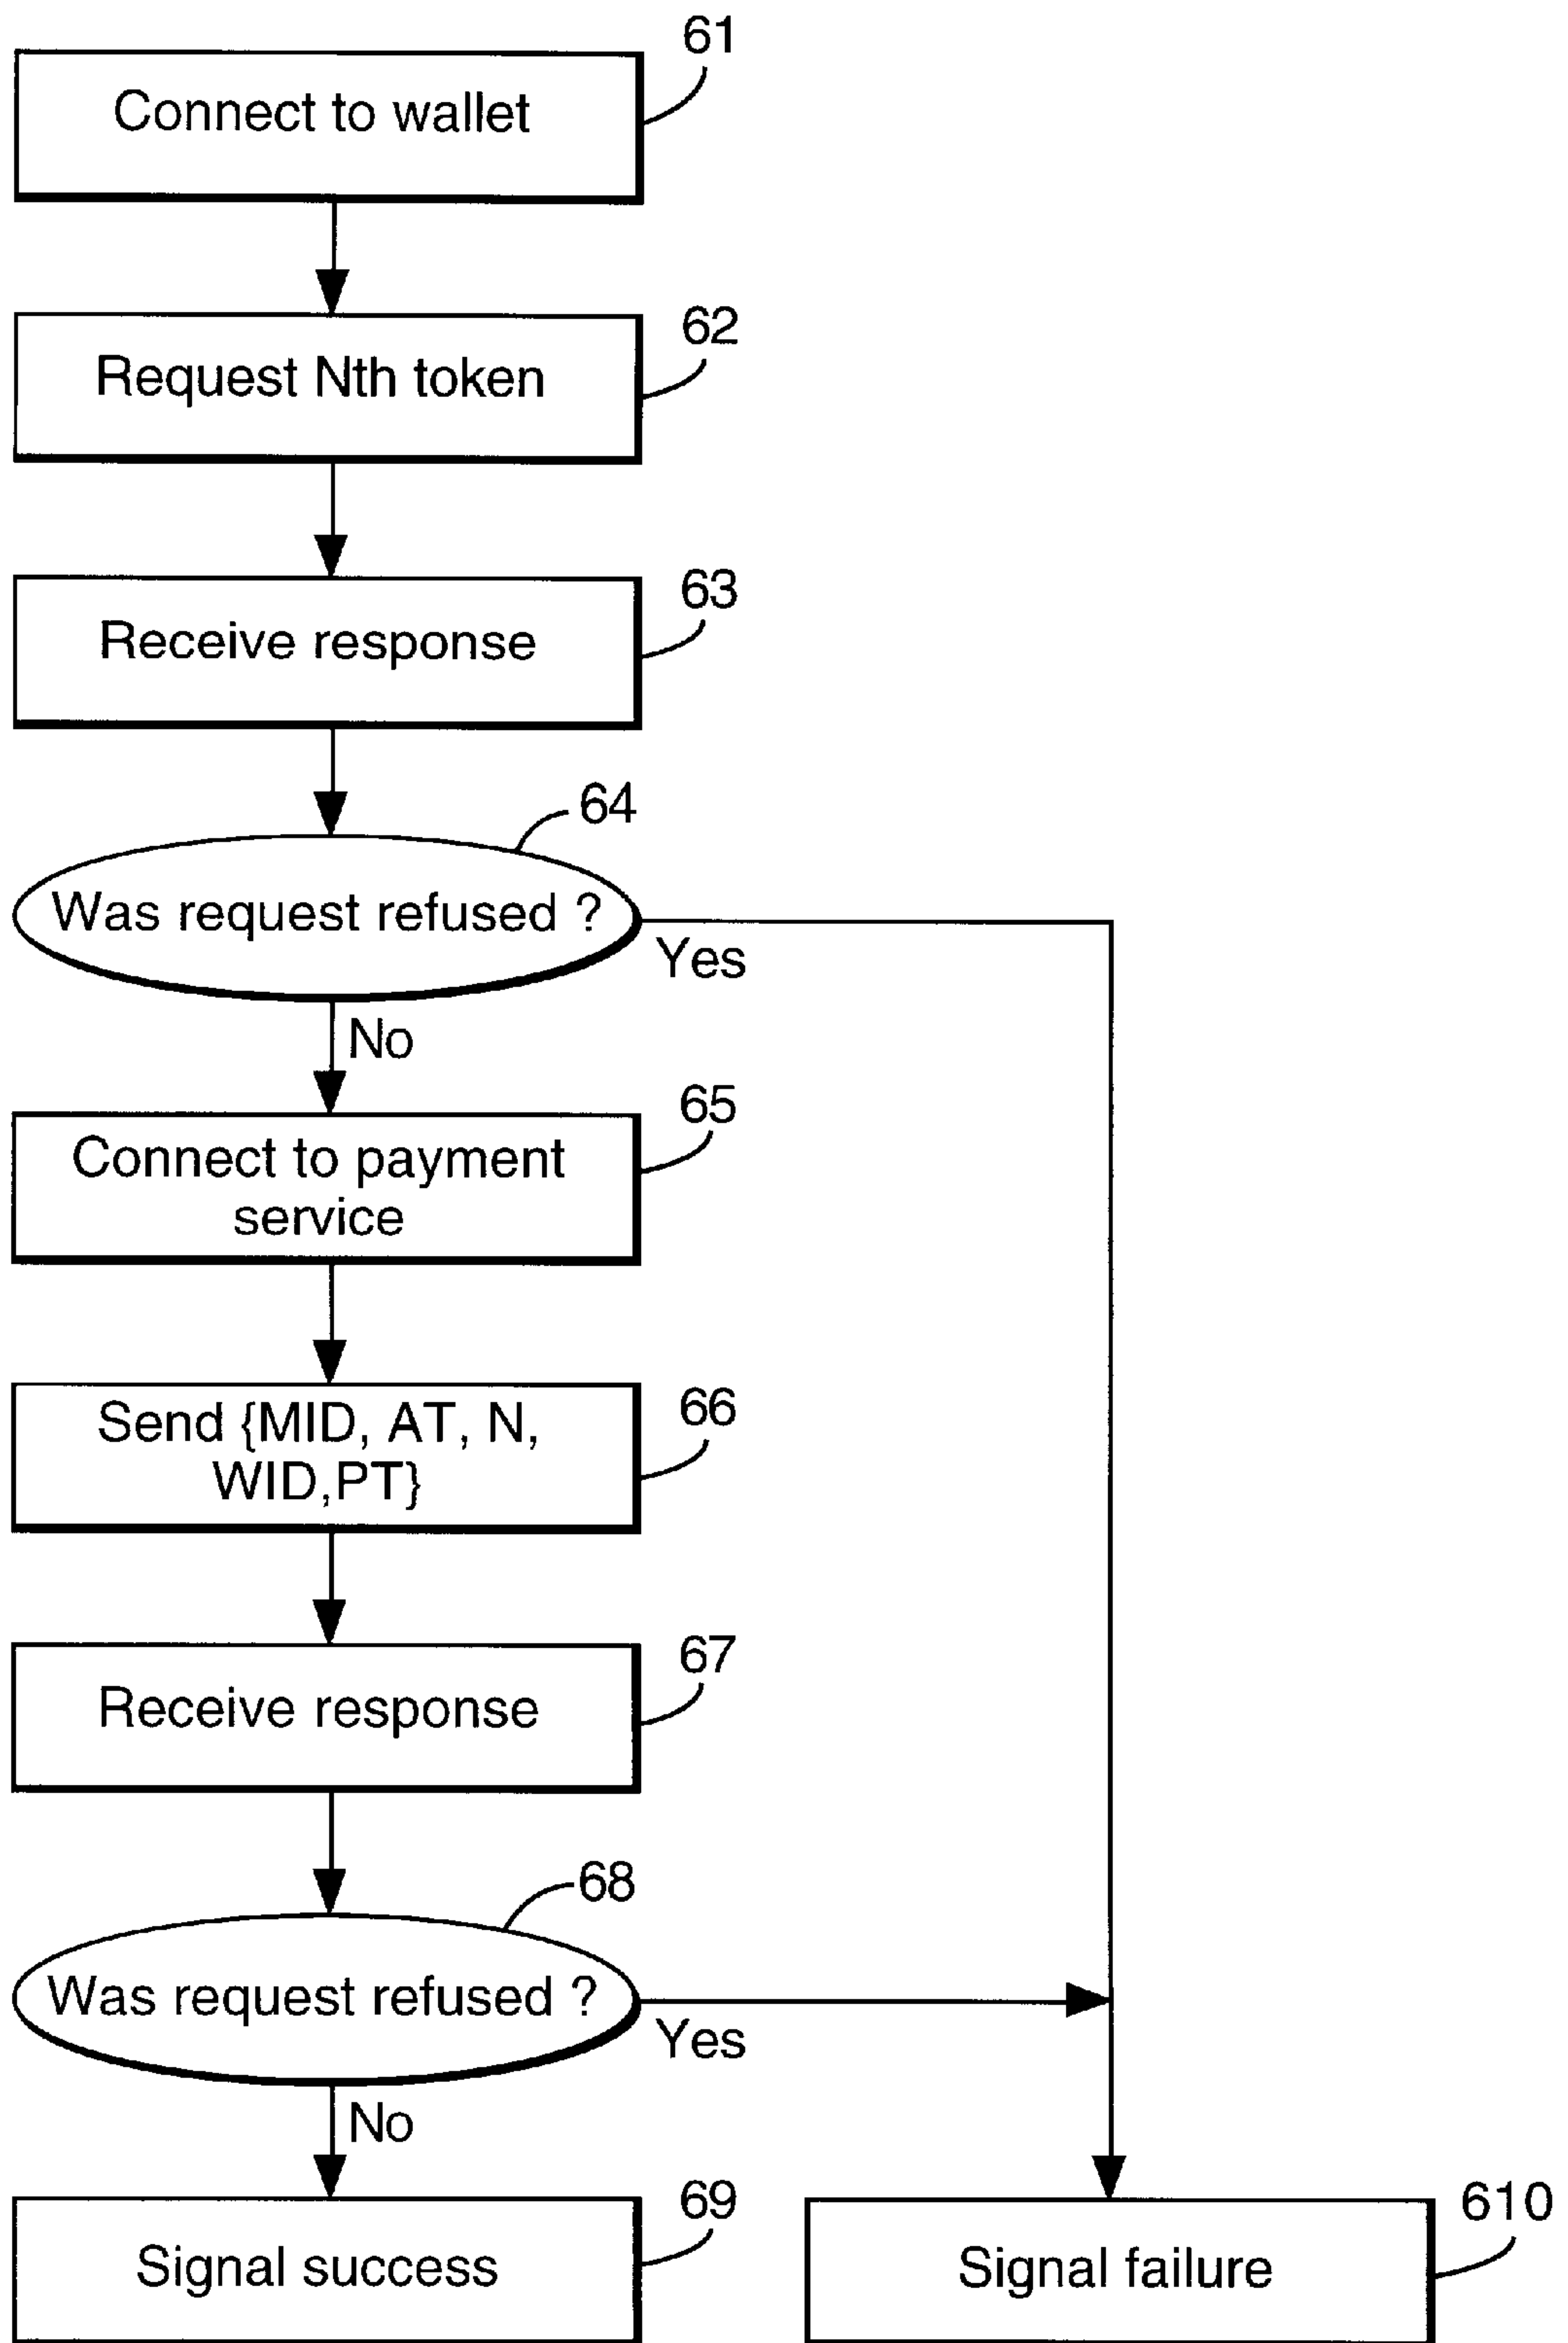 61
Connect to wallet
62
Request Nth token
63
Receive response
64
Was request refused ?
Yes
No
65
Connect to payment
service
66
Send {MID, AT, N,
WID,PT}
67
Receive response
68
Was request refused ?
Yes
No
69
Signal success
610
Signal failure